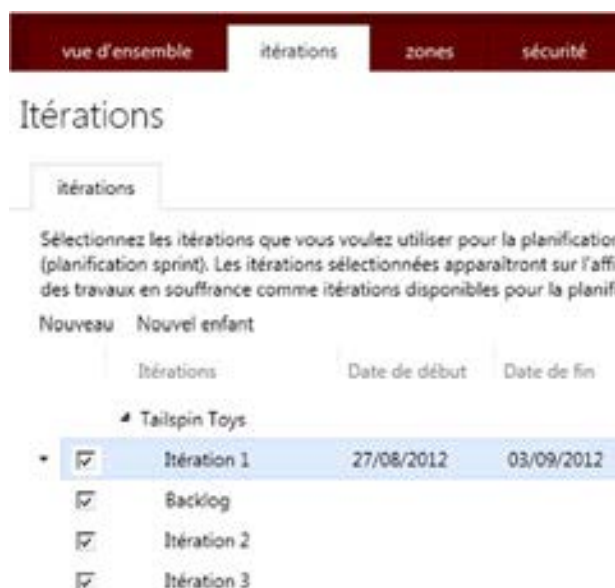 vue d'ensemble itérations zones sécurité
Itérations
itérations
Sélectionnez les itérations que vous voulez utiliser pour la planification
(planification sprint). Les itérations sélectionnées apparaîtront sur l'affi
des travaux en souffrance comme itérations disponibles pour la planif
Nouveau Nouvel enfant
Itérations Date de début Date de fin
Tailspin Toys
Itération 1 27/08/2012 03/09/2012
Backlog
Itération 2
Itération 3